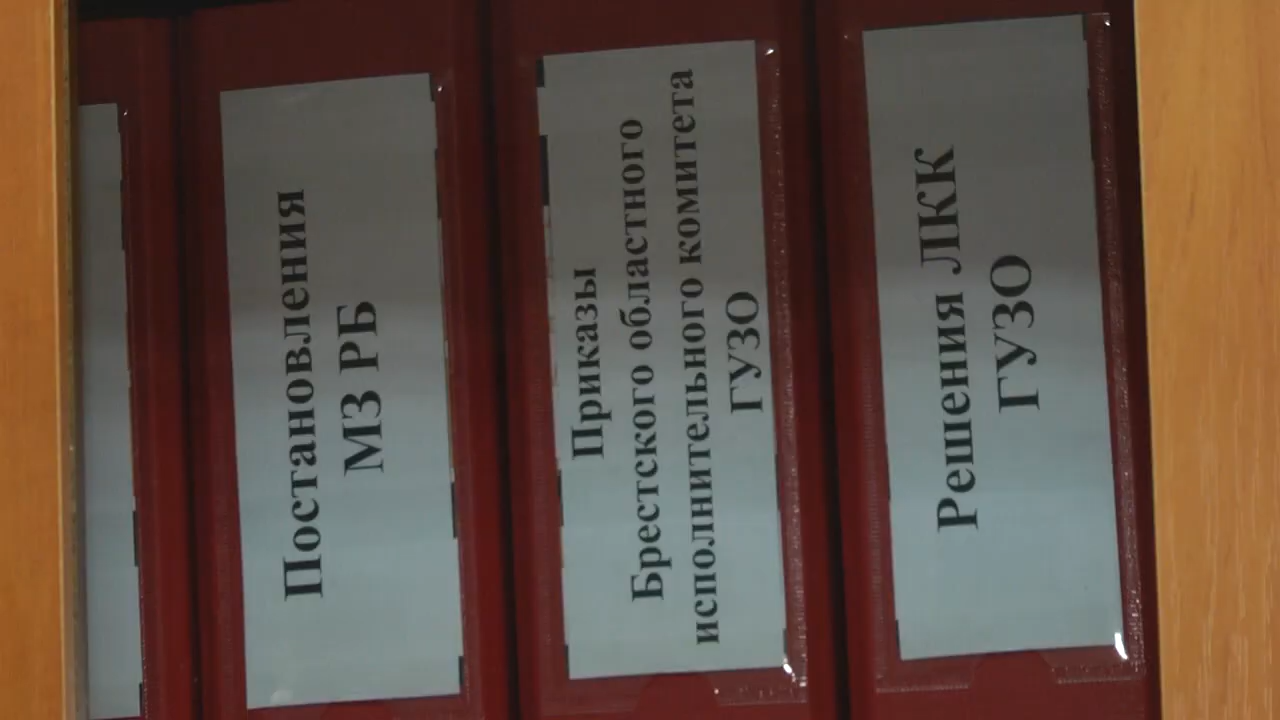 Постановления
МЗ РБ
Приказы
Брестского областного
исполнительного комитета
ГУЗО
Решения ЛКК
ГУЗО